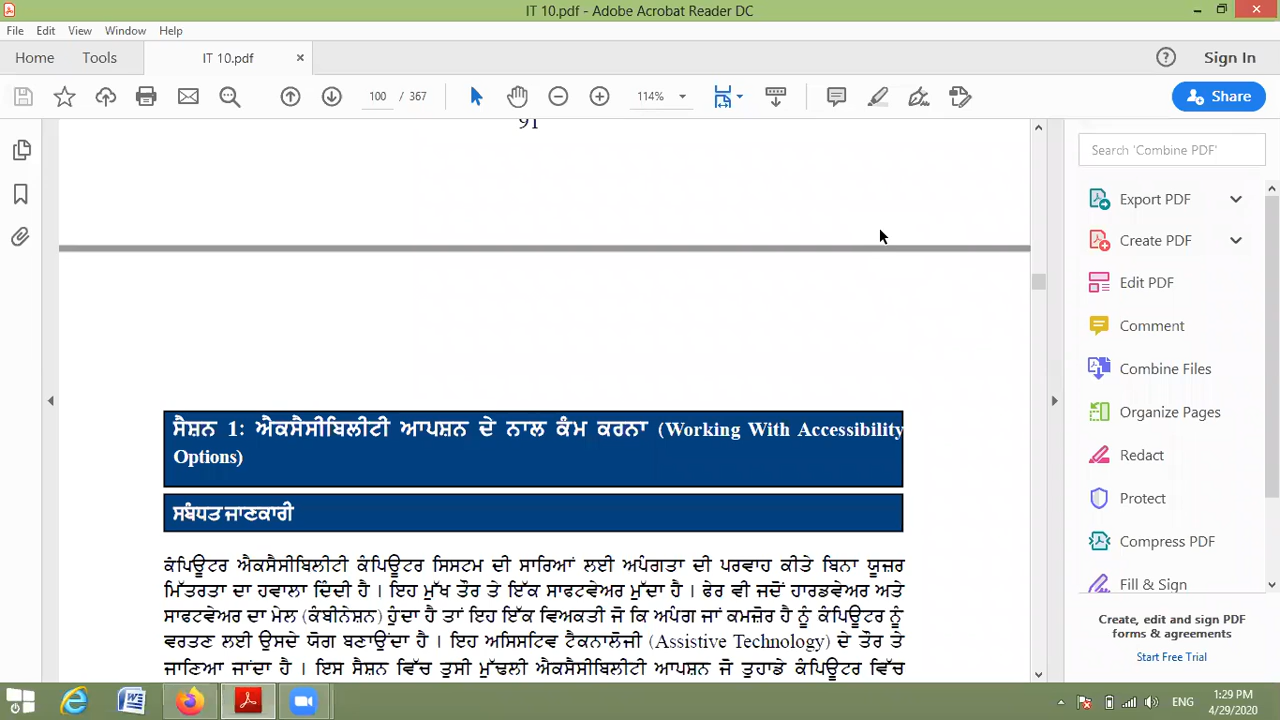 IT 10.pdf - Adobe Acrobat Reader DC
File Edit View Window Help
Home Tools IT 10.pdf × Sign In
100 / 367 114% Share
91
Search 'Combine PDF'
Export PDF
Create PDF
Edit PDF
Comment
Combine Files
Organize Pages
Redact
Protect
Compress PDF
Fill & Sign
Create, edit and sign PDF
forms & agreements
Start Free Trial
ਸੈਸ਼ਨ 1: ਐਕਸੈਸੀਬਿਲੀਟੀ ਆਪਸ਼ਨ ਦੇ ਨਾਲ ਕੰਮ ਕਰਨਾ (Working With Accessibility
Options)
ਸਬੰਧਤ ਜਾਣਕਾਰੀ
ਕੰਪਿਊਟਰ ਐਕਸੈਸੀਬਿਲੀਟੀ ਕੰਪਿਊਟਰ ਸਿਸਟਮ ਦੀ ਸਾਰਿਆਂ ਲਈ ਅਪੰਗਤਾ ਦੀ ਪਰਵਾਹ ਕੀਤੇ ਬਿਨਾ ਯੂਜ਼ਰ
ਮਿੱਤਰਤਾ ਦਾ ਹਵਾਲਾ ਦਿੰਦੀ ਹੈ । ਇਹ ਮੁੱਖ ਤੌਰ ਤੇ ਇੱਕ ਸਾਫਟਵੇਅਰ ਮੁੱਦਾ ਹੈ । ਫੇਰ ਵੀ ਜਦੋਂ ਹਾਰਡਵੇਅਰ ਅਤੇ
ਸਾਫਟਵੇਅਰ ਦਾ ਮੇਲ (ਕੰਬੀਨੇਸ਼ਨ) ਹੁੰਦਾ ਹੈ ਤਾਂ ਇਹ ਇੱਕ ਵਿਅਕਤੀ ਜੋ ਕਿ ਅਪੰਗ ਜਾਂ ਕਮਜ਼ੋਰ ਹੈ ਨੂੰ ਕੰਪਿਊਟਰ ਨੂੰ
ਵਰਤਣ ਲਈ ਉਸਦੇ ਯੋਗ ਬਣਾਉਂਦਾ ਹੈ । ਇਹ ਅਸਿਸਟਿਵ ਟੈਕਨਾਲੋਜੀ (Assistive Technology) ਦੇ ਤੌਰ ਤੇ
ਜਾਣਿਆ ਜਾਂਦਾ ਹੈ । ਇਸ ਸੈਸ਼ਨ ਵਿੱਚ ਤੁਸੀ ਮੁੱਢਲੀ ਐਕਸੈਸੀਬਿਲੀਟੀ ਆਪਸ਼ਨ ਜੋ ਤੁਹਾਡੇ ਕੰਪਿਊਟਰ ਵਿੱਚ
ENG 1:29 PM
4/29/2020